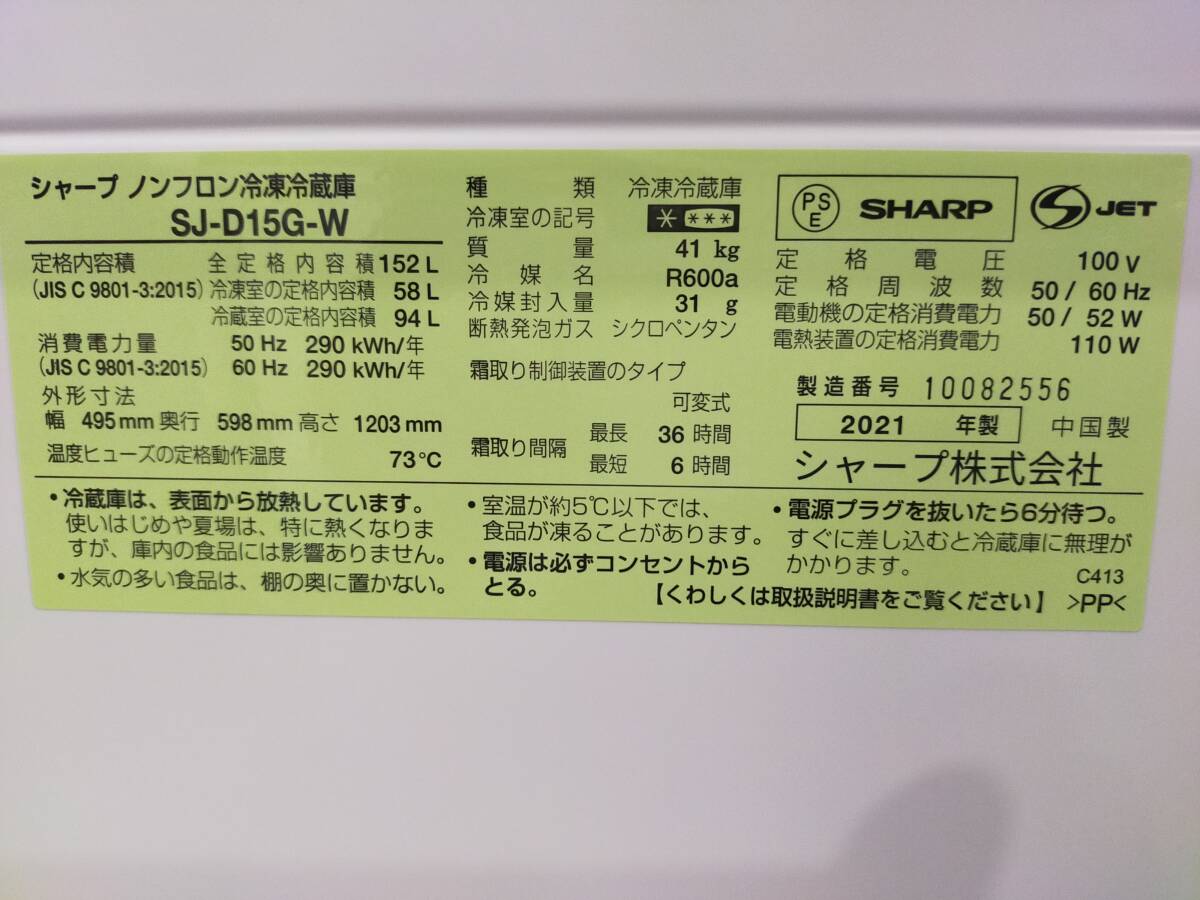 シャープ ノンフロン冷凍冷蔵庫
SJ-D15G-W
定格内容積 全定格内容積 152 L
(JIS C 9801-3:2015) 冷凍室の定格内容積 58 L
冷蔵室の定格内容積 94 L
消費電力量 50 Hz 290 kWh/年
(JIS C 9801-3:2015) 60 Hz 290 kWh/年
外形寸法
幅 495 mm 奥行 598 mm 高さ 1203 mm
温度ヒューズの定格動作温度 73℃
種類 冷凍冷蔵庫
冷凍室の記号 * ***
質量 41 kg
冷媒名 R600a
冷媒封入量 31 g
断熱発泡ガス シクロペンタン
霜取り制御装置のタイプ
可変式
霜取り間隔 最長 36 時間
最短 6 時間
PS
E SHARP JET
定格電圧 100 V
定格周波数 50 / 60 Hz
電動機の定格消費電力 50 / 52 W
電熱装置の定格消費電力 110 W
製造番号 10082556
2021 年製 中国製
シャープ株式会社
・冷蔵庫は、表面から放熱しています。
使いはじめや夏場は、特に熱くなりま
すが、庫内の食品には影響ありません。
・水気の多い食品は、棚の奥に置かない。
・室温が約5℃以下では、
食品が凍ることがあります。
・電源は必ずコンセントから
とる。
・電源プラグを抜いたら6分待つ。
すぐに差し込むと冷蔵庫に無理が
かかります。
C413
【くわしくは取扱説明書をご覧ください】 >PP<